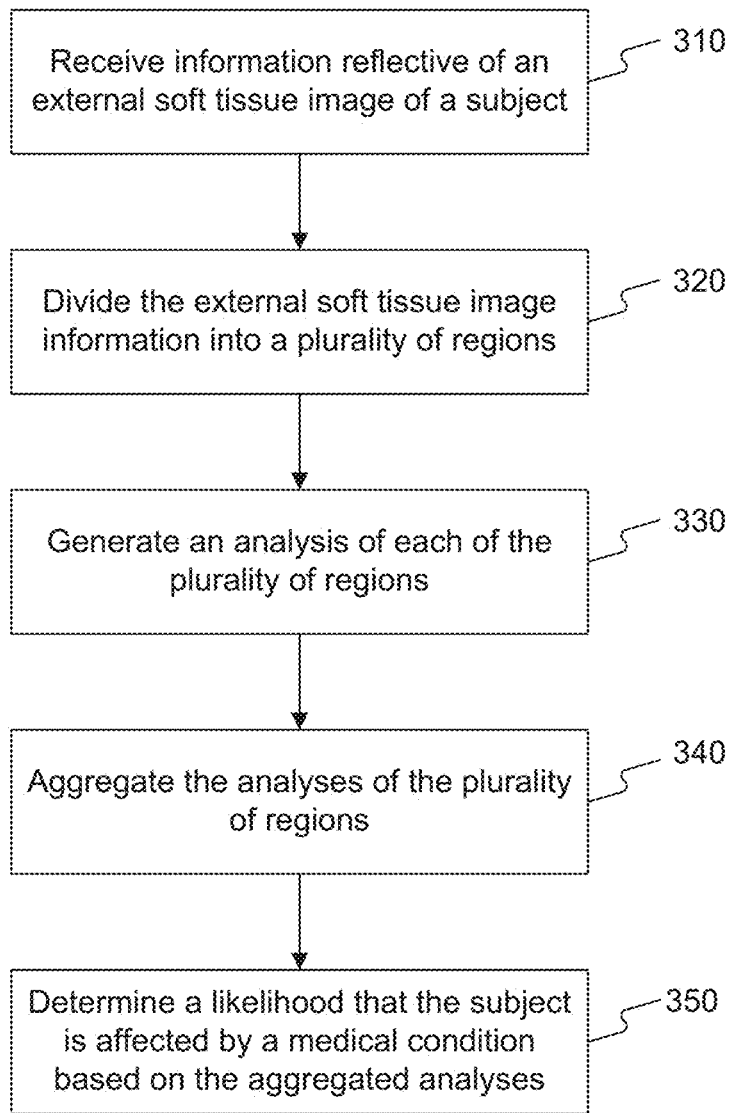 Receive information reflective of an
external soft tissue image of a subject
310
Divide the external soft tissue image
information into a plurality of regions
320
Generate an analysis of each of the
plurality of regions
330
Aggregate the analyses of the plurality
of regions
340
Determine a likelihood that the subject
is affected by a medical condition
based on the aggregated analyses
350